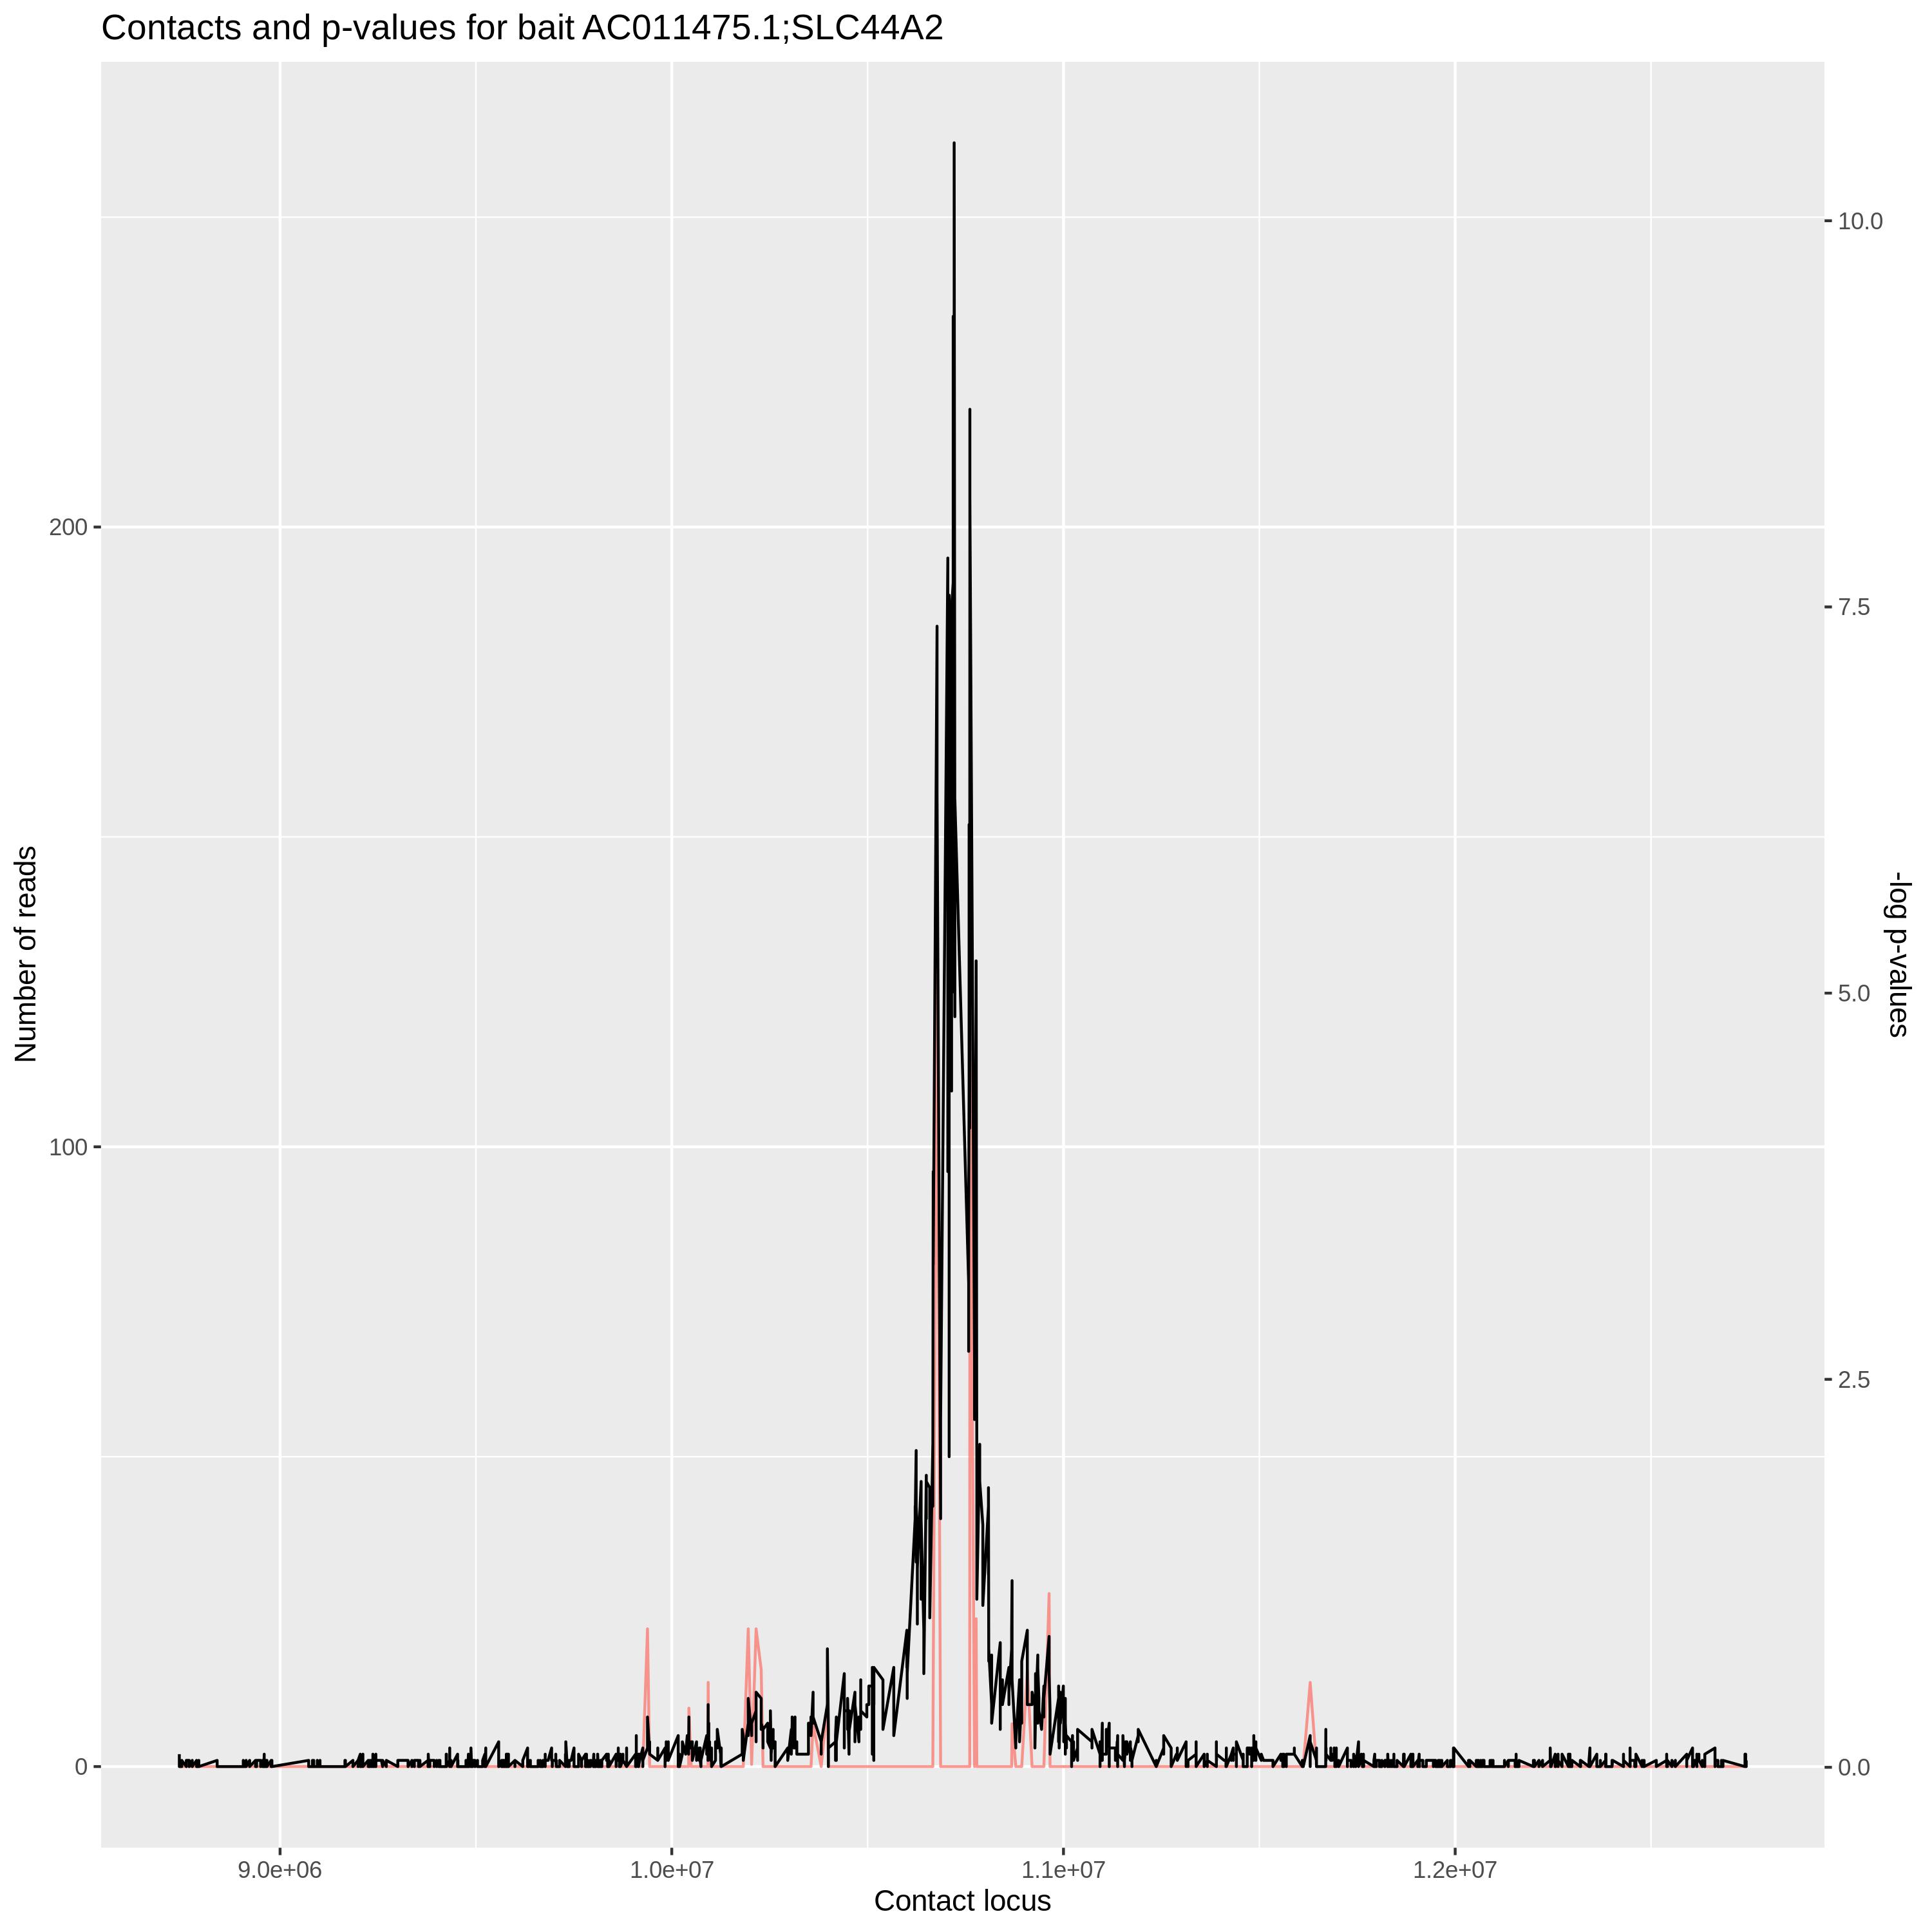 Contacts and p-values for bait AC011475.1;SLC44A2
Number of reads
200
100
0
10.0
7.5
5.0
2.5
0.0
-log p-values
9.0e+06 1.0e+07 1.1e+07 1.2e+07
Contact locus